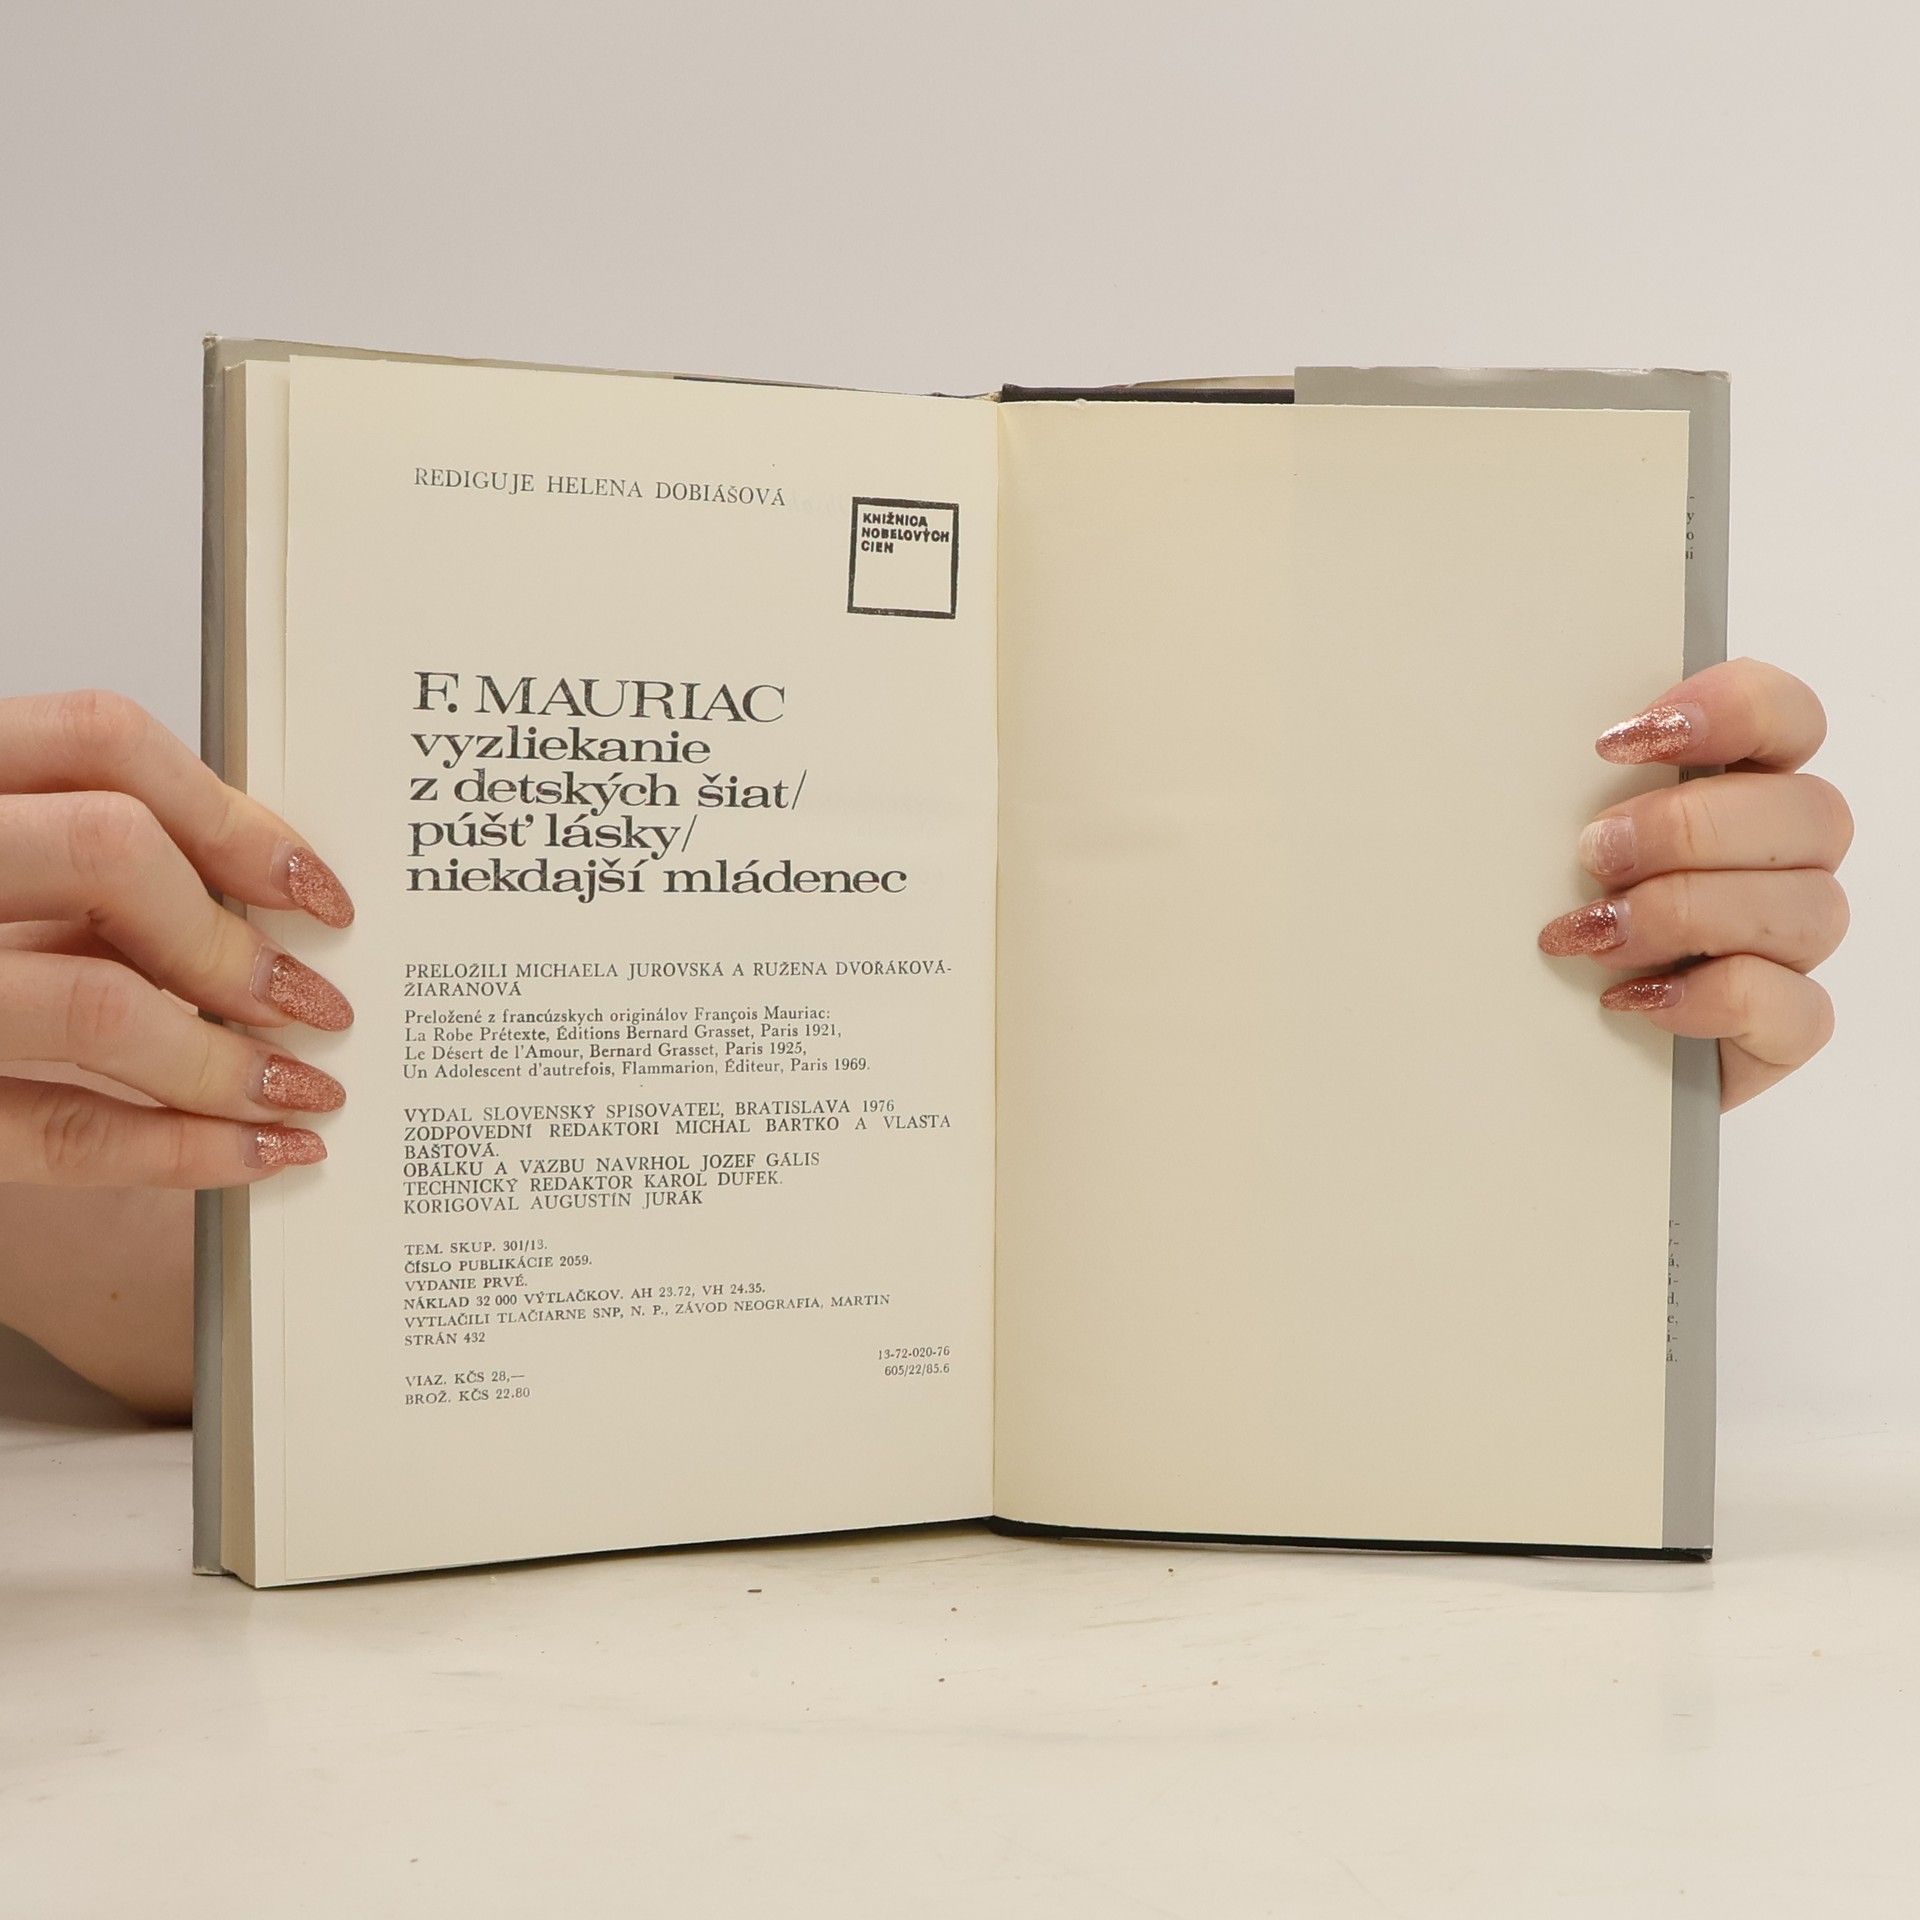 REDIGUJE HELENA DOBIÁŠOVÁ
KNIŽNICA
NOBELOVÝCH
CIEN
F. MAURIAC
vyzliekanie
z detských šiat/
púšť lásky/
niekdajší mládenec
PRELOŽILI MICHAELA JUROVSKÁ A RUŽENA DVOŘÁKOVÁ-
ŽIARANOVÁ
Preložené z francúzskych originálov François Mauriac:
La Robe Prétexte, Éditions Bernard Grasset, Paris 1921,
Le Désert de l'Amour, Bernard Grasset, Paris 1925,
Un Adolescent d'autrefois, Flammarion, Éditeur, Paris 1969.
VYDAL SLOVENSKÝ SPISOVATEĽ, BRATISLAVA 1976
ZODPOVEDNÍ REDAKTORI MICHAL BARTKO A VLASTA
BAŠTOVÁ.
OBÁLKU A VÄZBU NAVRHOL JOZEF GÁLIS
TECHNICKÝ REDAKTOR KAROL DUFEK.
KORIGOVAL AUGUSTÍN JURÁK
TEM. SKUP. 301/13.
ČÍSLO PUBLIKÁCIE 2059.
VYDANIE PRVÉ.
NÁKLAD 32 000 VÝTLAČKOV. AH 23.72, VH 24.35.
VYTLAČILI TLAČIARNE SNP, N. P., ZÁVOD NEOGRAFIA, MARTIN
STRÁN 432
13-72-020-76
605/22/85.6
VIAZ. KČS 28,—
BROŽ. KČS 22.80